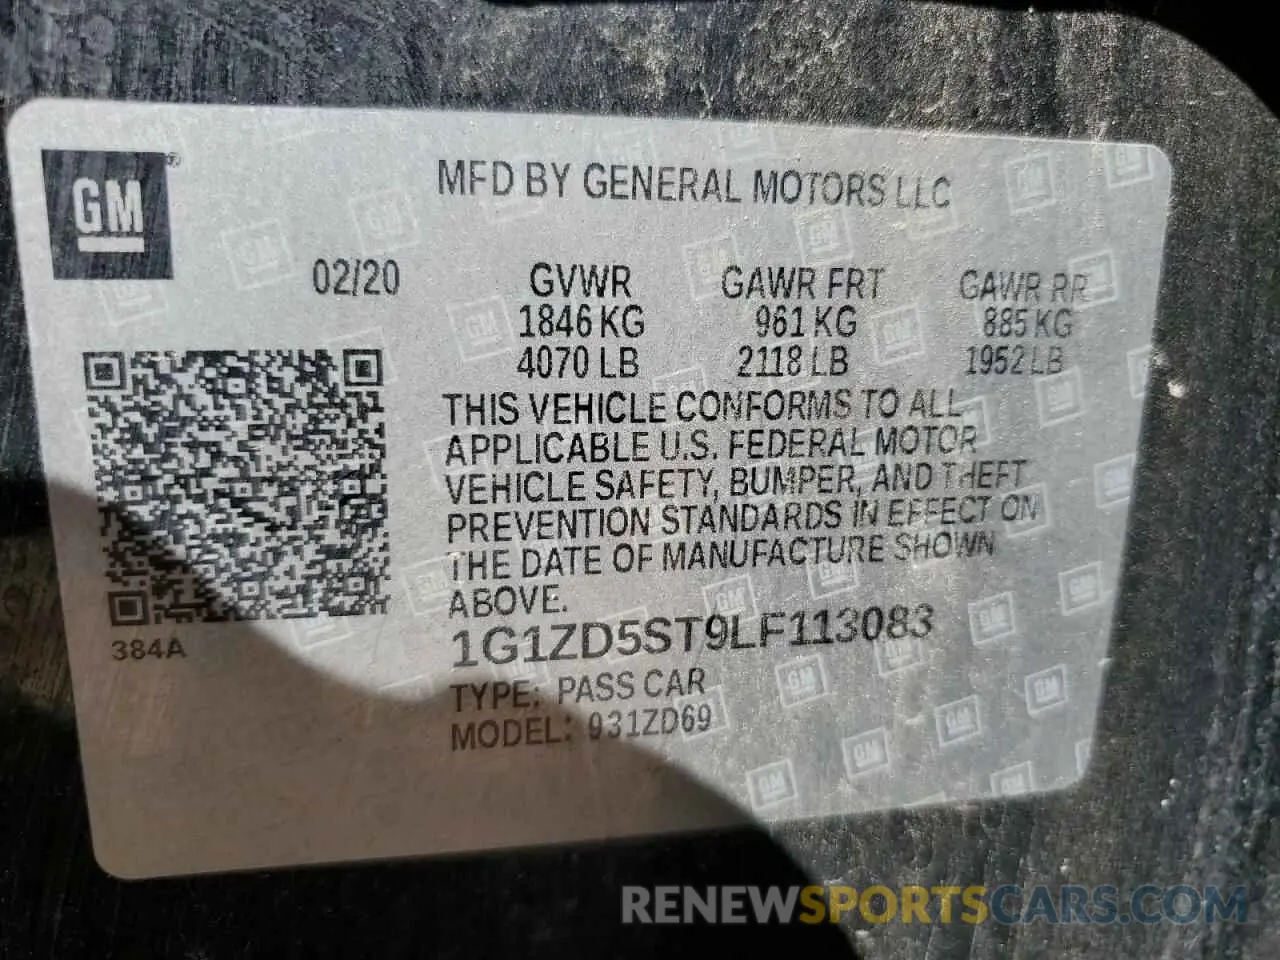 GM®
MFD BY GENERAL MOTORS LLC
02/20 GVWR GAWR FRT GAWR RR
1846 KG 961 KG 885 KG
4070 LB 2118 LB 1952 LB
THIS VEHICLE CONFORMS TO ALL
APPLICABLE U.S. FEDERAL MOTOR
VEHICLE SAFETY, BUMPER, AND THEFT
PREVENTION STANDARDS IN EFFECT ON
THE DATE OF MANUFACTURE SHOWN
ABOVE.
384A
1G1ZD5ST9LF113083
TYPE: PASS CAR
MODEL: 931ZD69
RENEWSPORTSCARS.COM